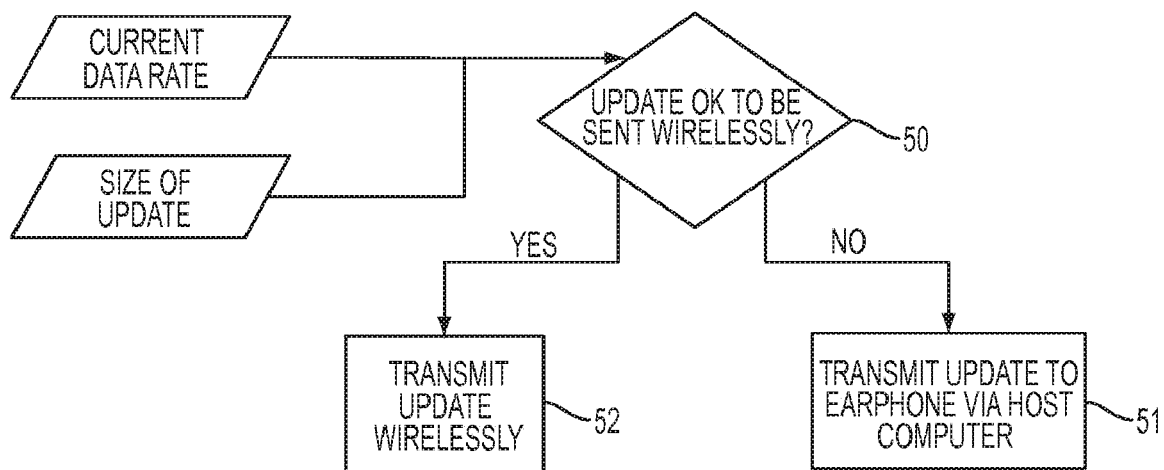 CURRENT
DATA RATE
UPDATE OK TO BE
SENT WIRELESSLY?
50
SIZE OF
UPDATE
YES
NO
TRANSMIT
UPDATE
WIRELESSLY
52
TRANSMIT UPDATE TO
EARPHONE VIA HOST
COMPUTER
51